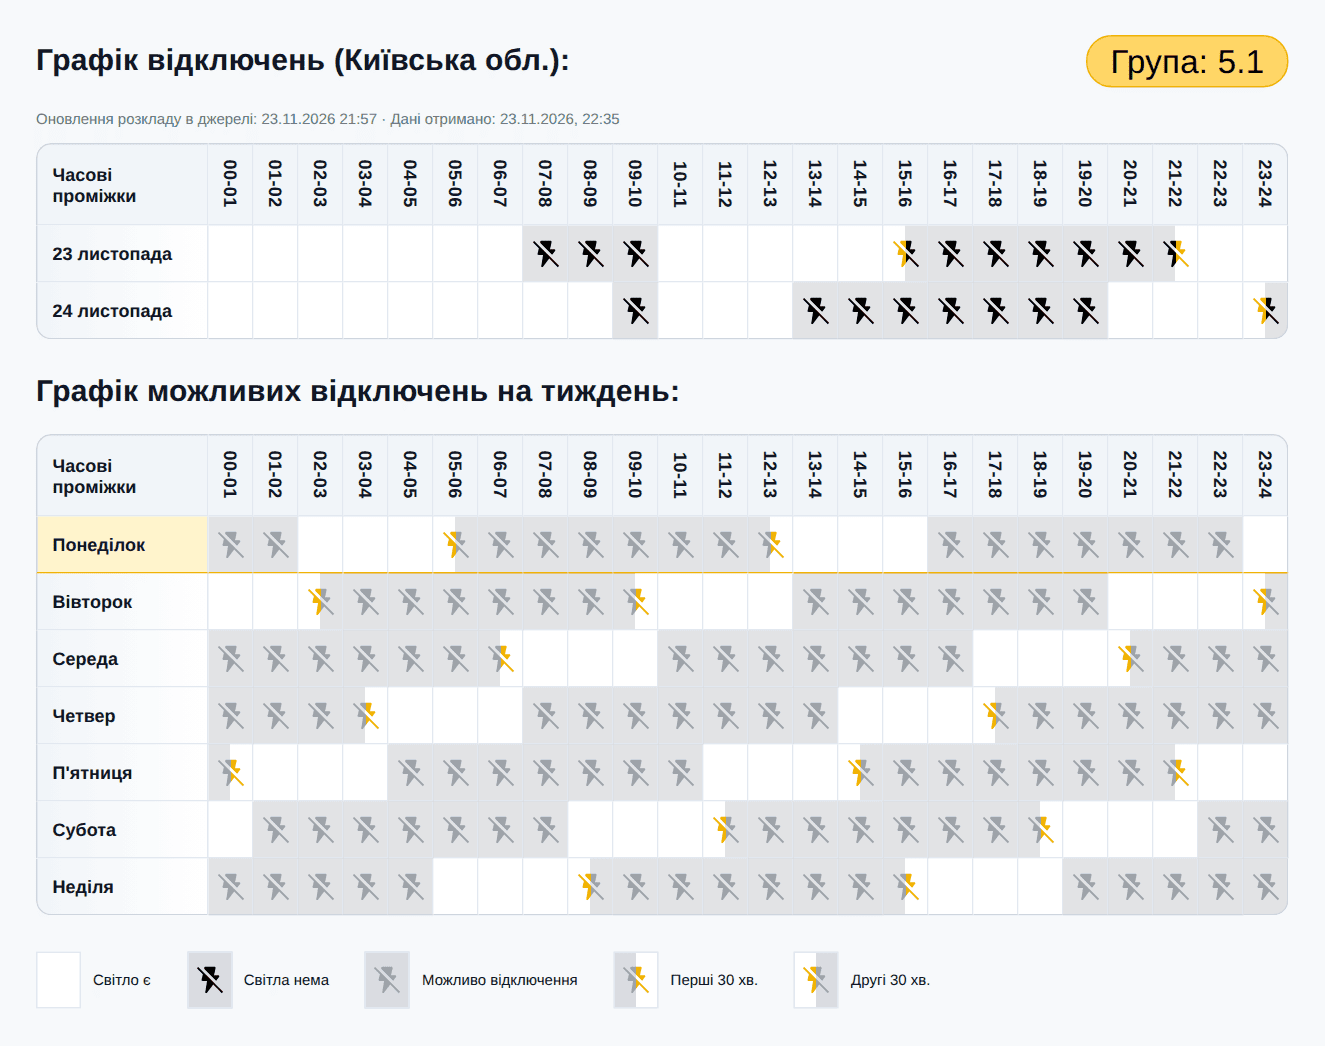 Графік відключень (Київська обл.):
Група: 5.1
Оновлення розкладу в джерелі: 23.11.2026 21:57 · Дані отримано: 23.11.2026, 22:35
Часові
проміжки
00-01 01-02 02-03 03-04 04-05 05-06 06-07 07-08 08-09 09-10 10-11 11-12 12-13 13-14 14-15 15-16 16-17 17-18 18-19 19-20 20-21 21-22 22-23 23-24
23 листопада
24 листопада
Графік можливих відключень на тиждень:
Часові
проміжки
00-01 01-02 02-03 03-04 04-05 05-06 06-07 07-08 08-09 09-10 10-11 11-12 12-13 13-14 14-15 15-16 16-17 17-18 18-19 19-20 20-21 21-22 22-23 23-24
Понеділок
Вівторок
Середа
Четвер
П'ятниця
Субота
Неділя
Світло є
Світла нема
Можливо відключення
Перші 30 хв.
Другі 30 хв.